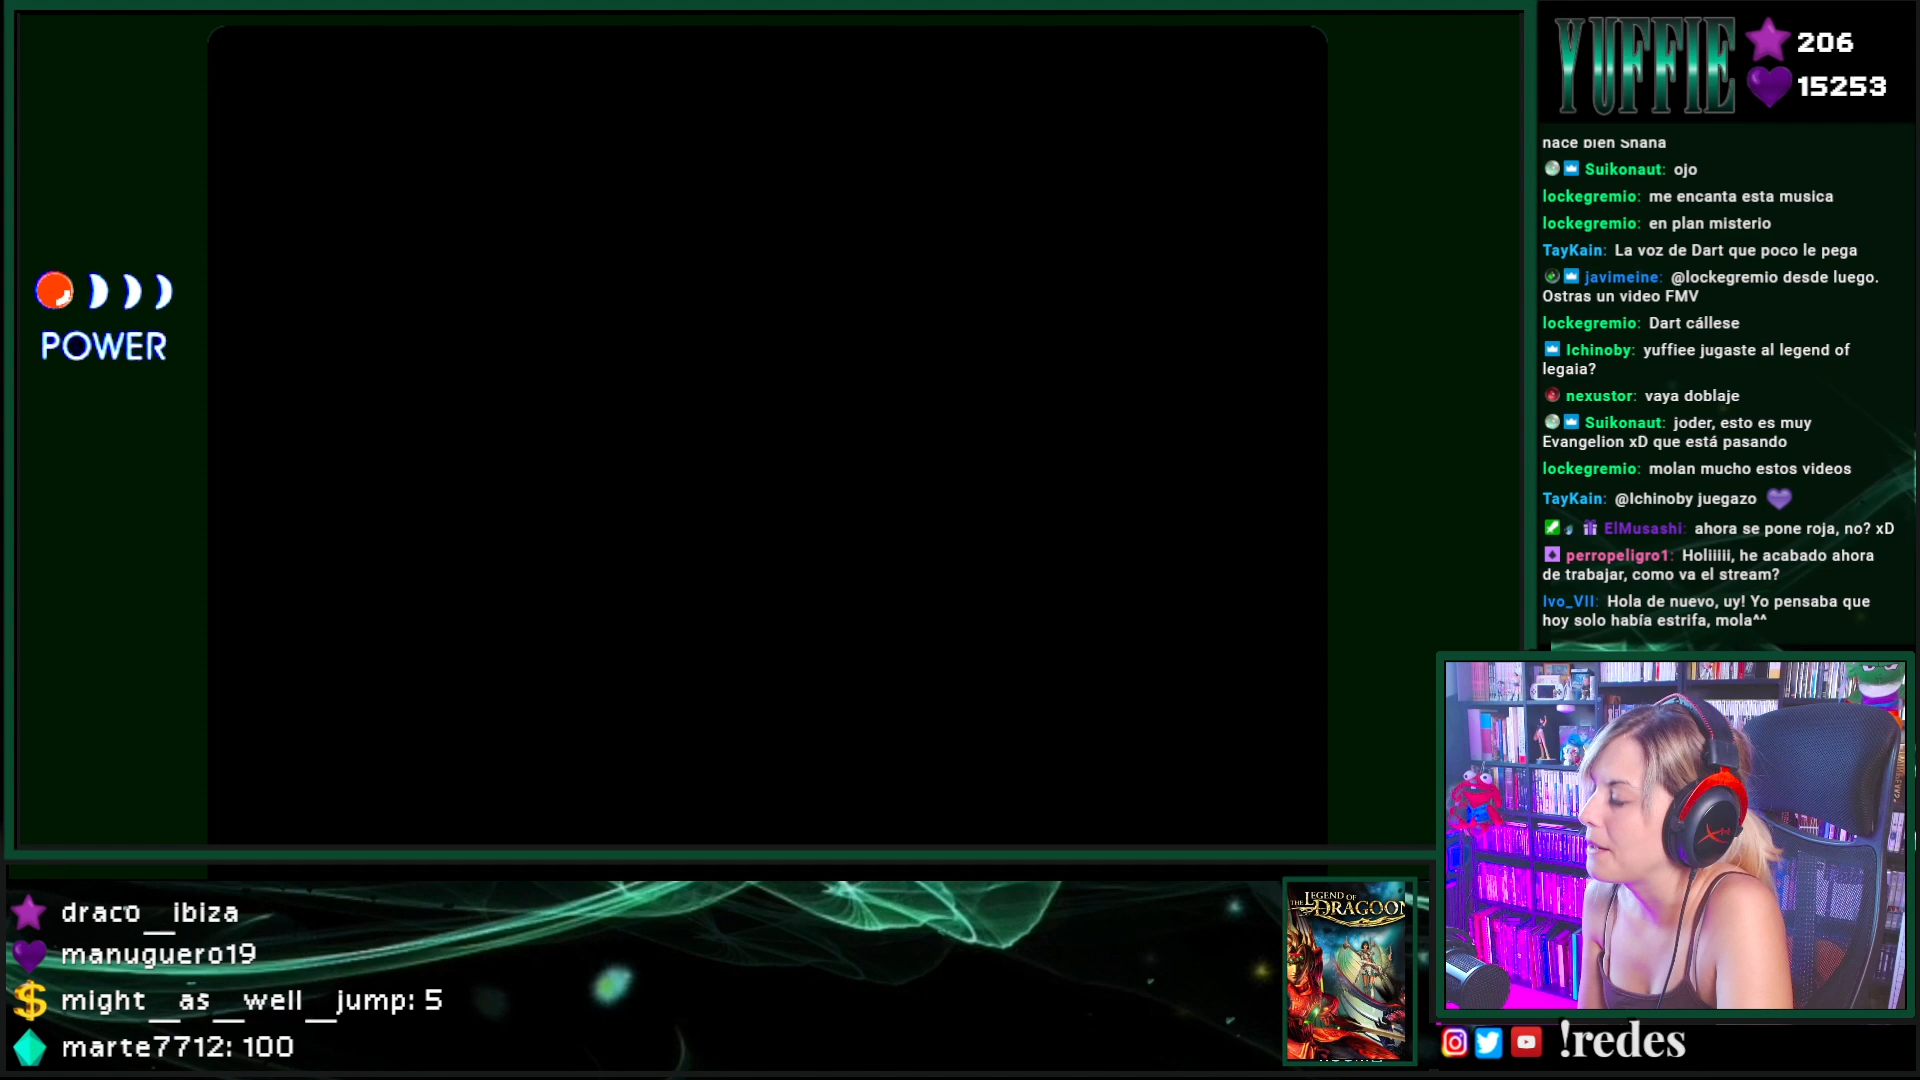 YUFFIE
206
15253
hace bien Shana
Suikonaut: ojo
lockegremio: me encanta esta musica
lockegremio: en plan misterio
TayKain: La voz de Dart que poco le pega
javimeine: @lockegremio desde luego.
Ostras un video FMV
lockegremio: Dart cállese
Ichinoby: yuffiee jugaste al legend of
legaia?
nexustor: vaya doblaje
Suikonaut: joder, esto es muy
Evangelion xD que está pasando
lockegremio: molan mucho estos videos
TayKain: @Ichinoby juegazo
ElMusashi: ahora se pone roja, no? xD
perropeligro1: Holiiiii, he acabado ahora
de trabajar, como va el stream?
Ivo_VII: Hola de nuevo, uy! Yo pensaba que
hoy solo había estrifa, mola^^
POWER
draco__ibiza
manuguero19
might__as__well__jump: 5
marte7712: 100
THE LEGEND OF
DRAGOON
!redes